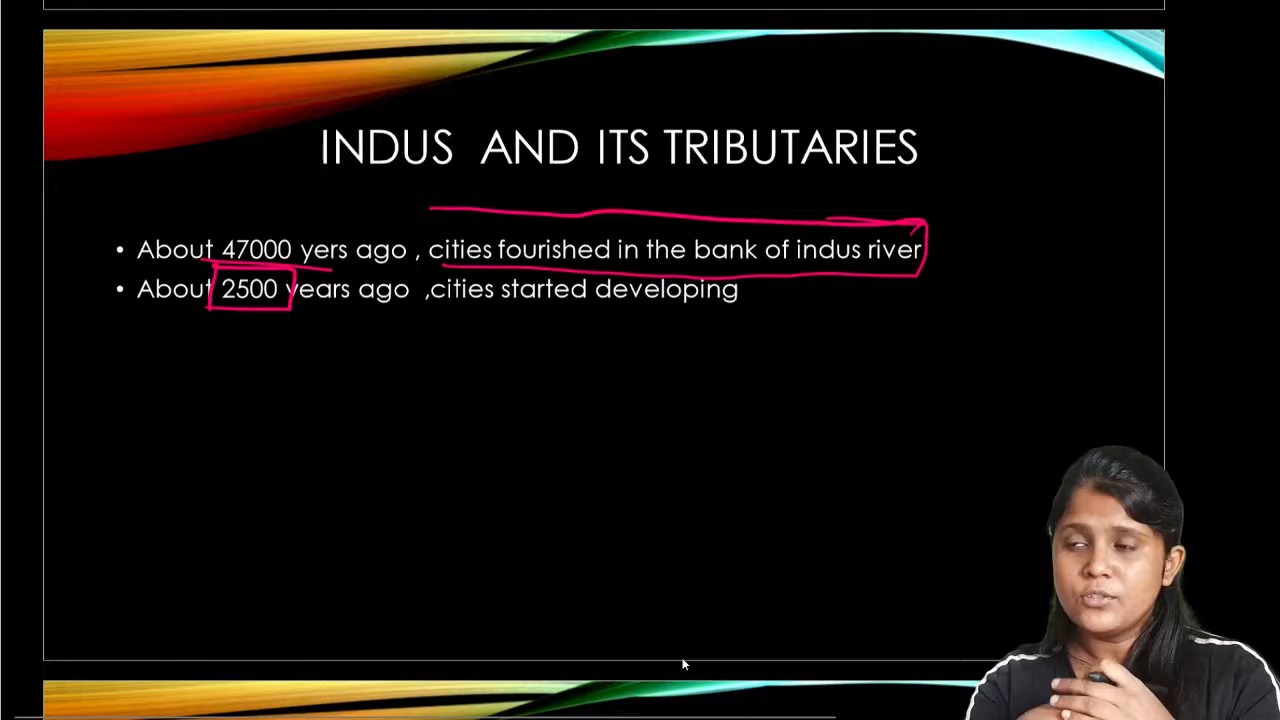 INDUS AND ITS TRIBUTARIES
• About 47000 yers ago , cities fourished in the bank of indus river
• About 2500 years ago ,cities started developing